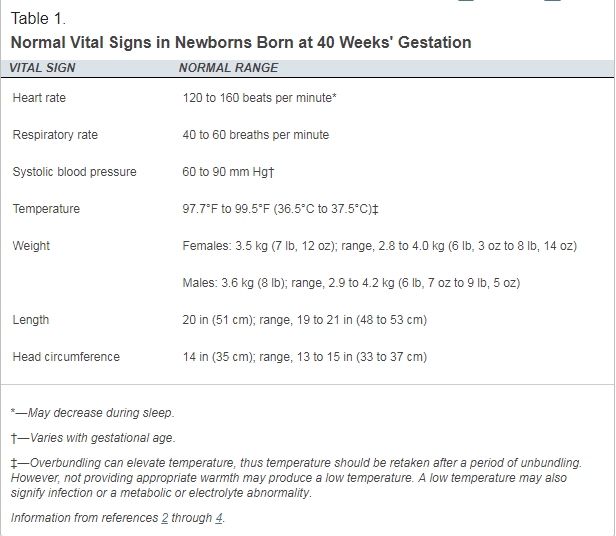 Table 1.
Normal Vital Signs in Newborns Born at 40 Weeks' Gestation
VITAL SIGN NORMAL RANGE
Heart rate 120 to 160 beats per minute*
Respiratory rate 40 to 60 breaths per minute
Systolic blood pressure 60 to 90 mm Hg†
Temperature 97.7°F to 99.5°F (36.5°C to 37.5°C)‡
Weight Females: 3.5 kg (7 lb, 12 oz); range, 2.8 to 4.0 kg (6 lb, 3 oz to 8 lb, 14 oz)
Males: 3.6 kg (8 lb); range, 2.9 to 4.2 kg (6 lb, 7 oz to 9 lb, 5 oz)
Length 20 in (51 cm); range, 19 to 21 in (48 to 53 cm)
Head circumference 14 in (35 cm); range, 13 to 15 in (33 to 37 cm)
*—May decrease during sleep.
†—Varies with gestational age.
‡—Overbundling can elevate temperature, thus temperature should be retaken after a period of unbundling.
However, not providing appropriate warmth may produce a low temperature. A low temperature may also
signify infection or a metabolic or electrolyte abnormality.
Information from references 2 through 4.